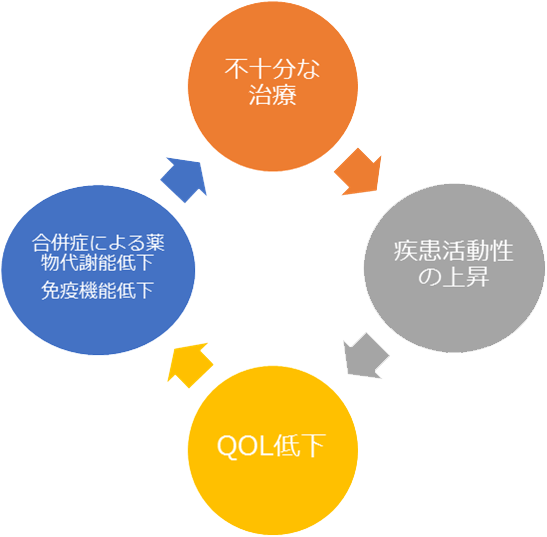 不十分な
治療
疾患活動性
の上昇
QOL低下
合併症による薬
物代謝能低下
免疫機能低下